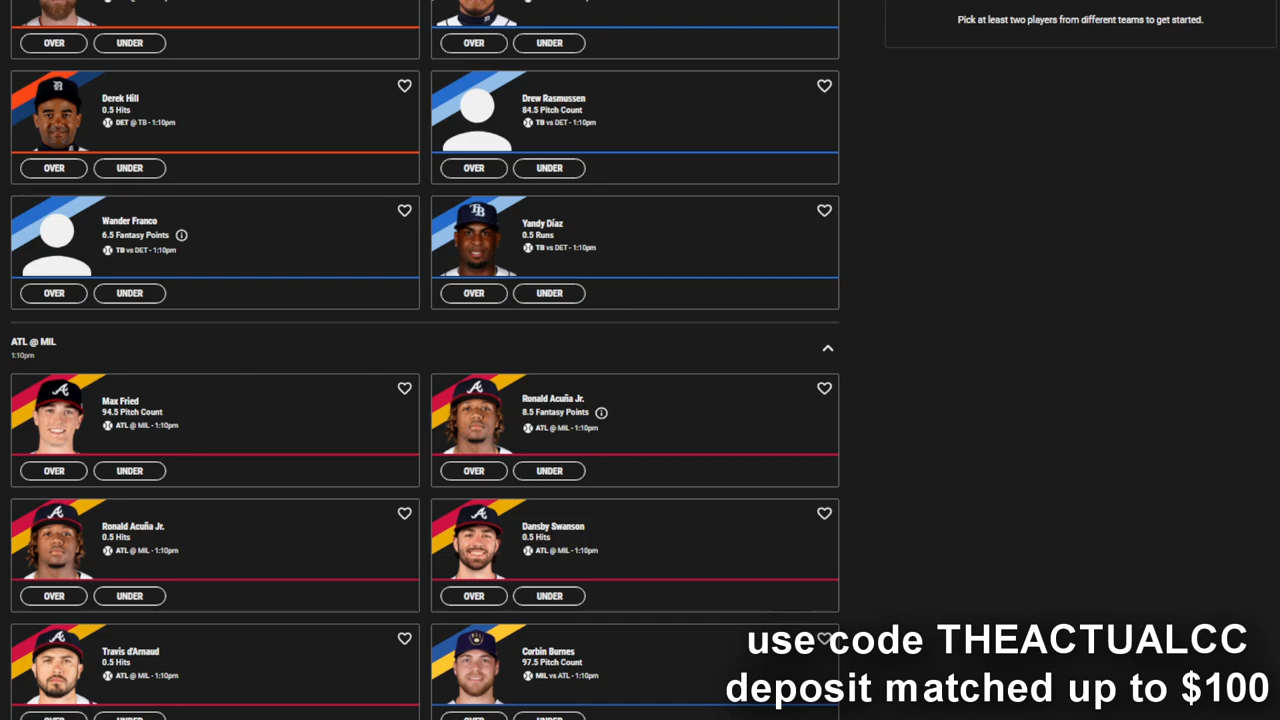 Pick at least two players from different teams to get started.
OVER UNDER
OVER UNDER
Derek Hill
0.5 Hits
DET @ TB - 1:10pm
OVER UNDER
Drew Rasmussen
84.5 Pitch Count
TB vs DET - 1:10pm
OVER UNDER
Wander Franco
6.5 Fantasy Points
TB vs DET - 1:10pm
OVER UNDER
Yandy Díaz
0.5 Runs
TB vs DET - 1:10pm
OVER UNDER
ATL @ MIL
1:10pm
Max Fried
94.5 Pitch Count
ATL @ MIL - 1:10pm
OVER UNDER
Ronald Acuña Jr.
8.5 Fantasy Points
ATL @ MIL - 1:10pm
OVER UNDER
Ronald Acuña Jr.
0.5 Hits
ATL @ MIL - 1:10pm
OVER UNDER
Dansby Swanson
0.5 Hits
ATL @ MIL - 1:10pm
OVER UNDER
Travis d'Arnaud
0.5 Hits
ATL @ MIL - 1:10pm
OVER UNDER
Corbin Burnes
97.5 Pitch Count
MIL vs ATL - 1:10pm
OVER UNDER
use code THEACTUALCC
deposit matched up to $100